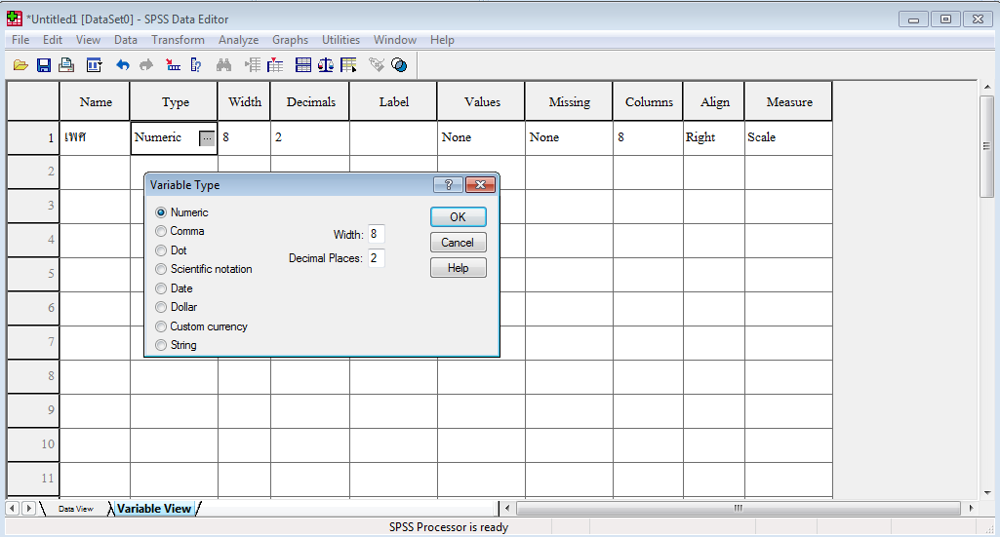 *Untitled1 [DataSet0] - SPSS Data Editor
File Edit View Data Transform Analyze Graphs Utilities Window Help
Name Type Width Decimals Label Values Missing Columns Align Measure
1 เพศ Numeric ... 8 2 None None 8 Right Scale
2
Variable Type ?
Numeric
3
Comma
Width: 8
OK
4
Dot
Decimal Places: 2
Cancel
Scientific notation
Help
5
Date
6
Dollar
Custom currency
7
String
8
9
10
11
Data View Variable View
SPSS Processor is ready